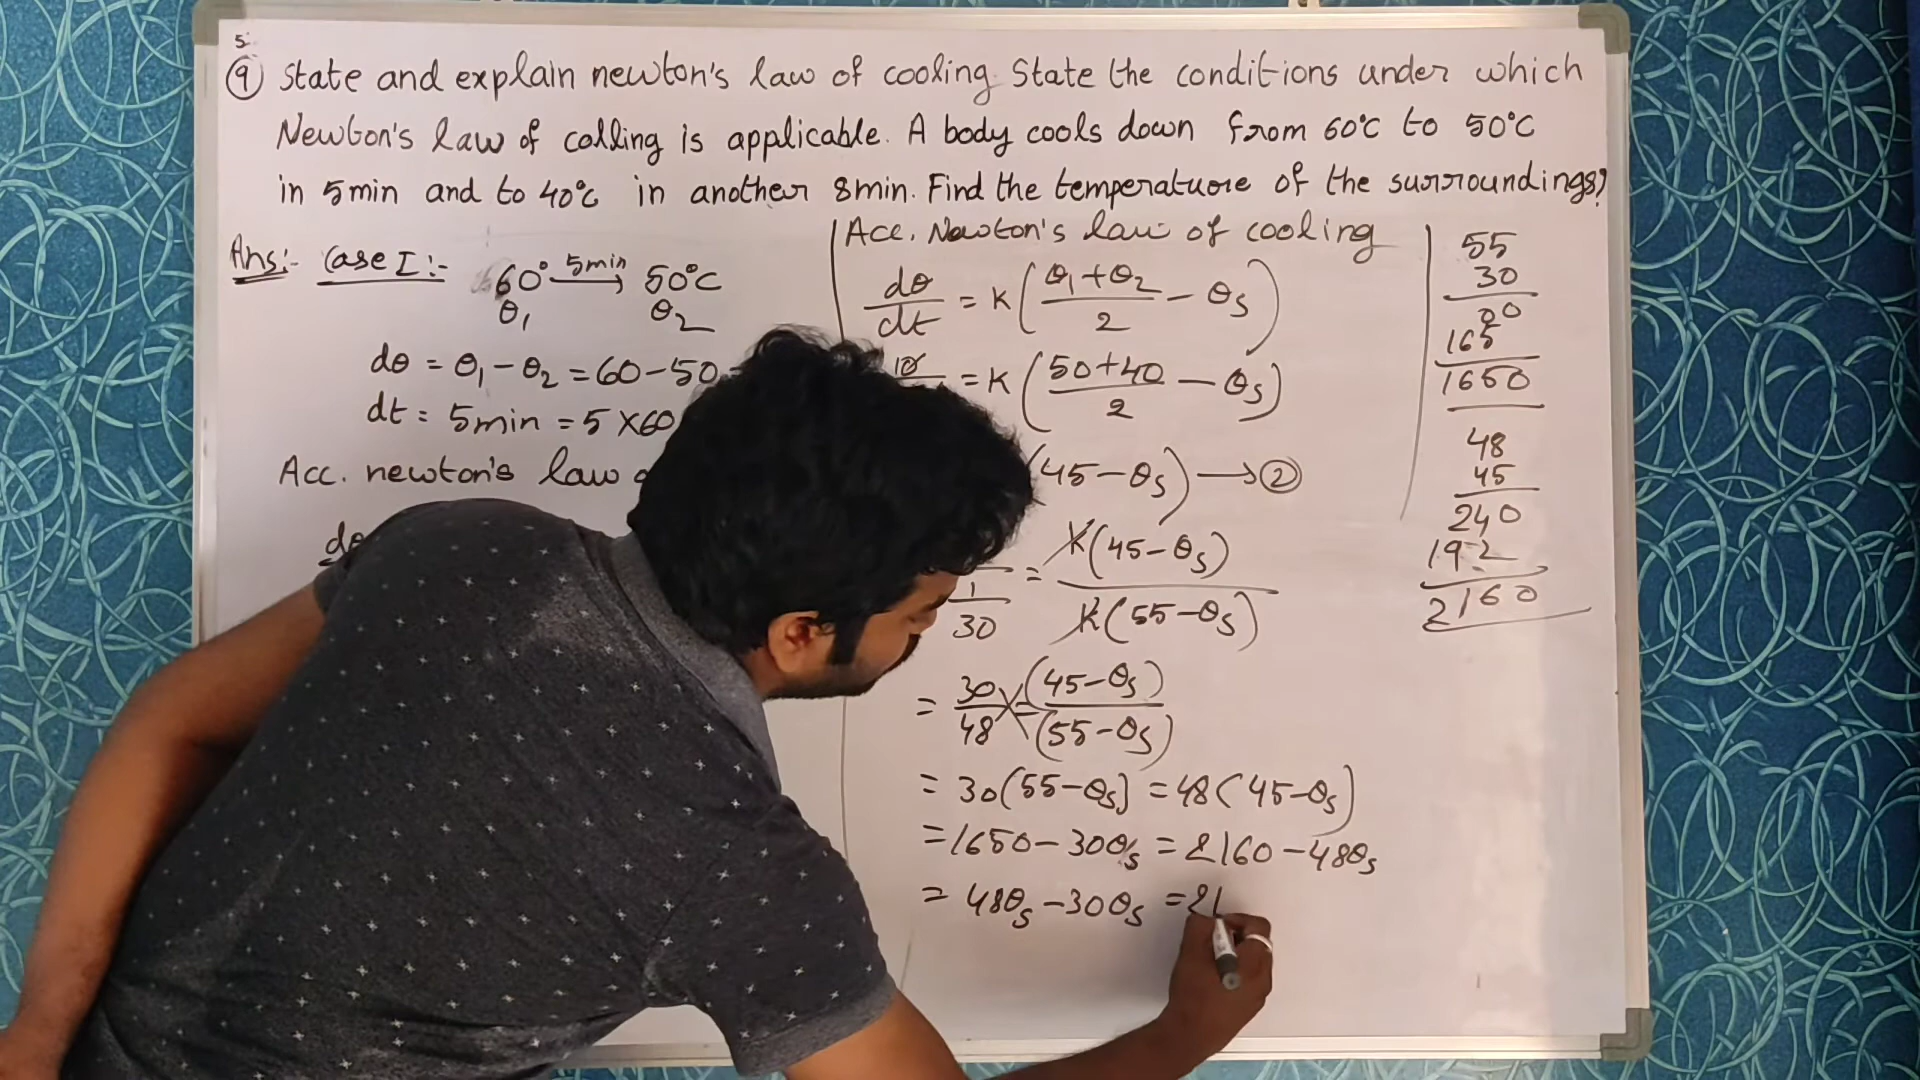 5.
9 State and explain newton's law of cooling. State the conditions under which
Newton's law of colling is applicable. A body cools down from 60°C to 50°C
in 5min and to 40°C in another 8min. Find the temperature of the surroundings?
Ans:- Case I :-
60° 5min → 50°C
θ₁ θ₂
dθ = θ₁ - θ₂ = 60-50
dt = 5min = 5×60
Acc. newton's law
dθ
Acc. Newton's law of cooling
dθ/dt = K((θ₁+θ₂)/2 - θs)
10 = K((50+40)/2 - θs)
(45-θs) → ②
1/30 = K(45-θs)/K(55-θs)
= 30/48 = (45-θs)/(55-θs)
= 30(55-θs) = 48(45-θs)
= 1650-30θs = 2160-48θs
= 48θs-30θs = 21
55
30
00
165
1650
48
45
240
192
2160